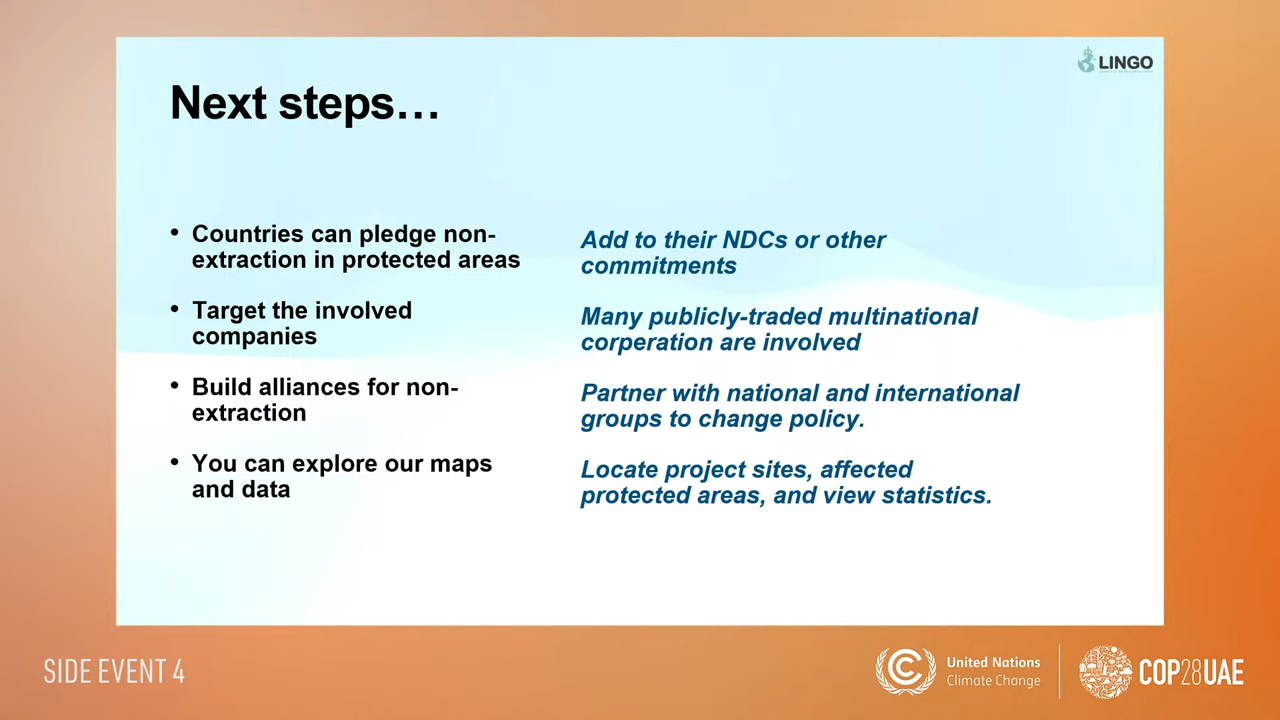 LINGO
Next steps…
• Countries can pledge non-
extraction in protected areas
Add to their NDCs or other
commitments
• Target the involved
companies
Many publicly-traded multinational
corperation are involved
• Build alliances for non-
extraction
Partner with national and international
groups to change policy.
• You can explore our maps
and data
Locate project sites, affected
protected areas, and view statistics.
SIDE EVENT 4
United Nations
Climate Change
COP28UAE